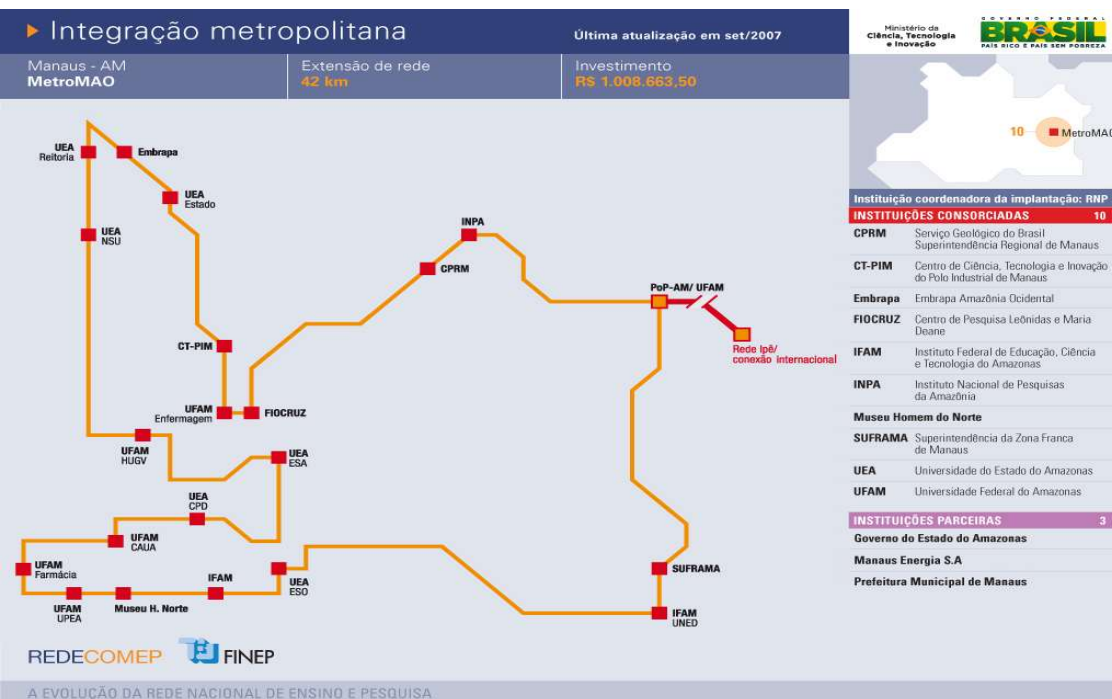 Integração metropolitana
Última atualização em set/2007
Manaus - AM
MetroMAO
Extensão de rede
42 km
Investimento
R$ 1.008.663,50
Ministério da
Ciência, Tecnologia
e Inovação
GOVERNO FEDERAL
BRASIL
PAÍS RICO É PAÍS SEM POBREZA
10
MetroMAO
UEA
Reitoria
Embrapa
UEA
Estado
UEA
NSU
INPA
CPRM
PoP-AM/ UFAM
Rede Ipê/
conexão internacional
CT-PIM
UFAM
Enfermagem
FIOCRUZ
UFAM
HUGV
UEA
ESA
UEA
CPD
UFAM
CAUA
UFAM
Farmácia
UFAM
UPEA
Museu H. Norte
IFAM
UEA
ESO
SUFRAMA
IFAM
UNED
Instituição coordenadora da implantação: RNP
INSTITUIÇÕES CONSORCIADAS 10
CPRM Serviço Geológico do Brasil
Superintendência Regional de Manaus
CT-PIM Centro de Ciência, Tecnologia e Inovação
do Polo Industrial de Manaus
Embrapa Embrapa Amazônia Ocidental
FIOCRUZ Centro de Pesquisa Leônidas e Maria
Deane
IFAM Instituto Federal de Educação, Ciência
e Tecnologia do Amazonas
INPA Instituto Nacional de Pesquisas
da Amazônia
Museu Homem do Norte
SUFRAMA Superintendência da Zona Franca
de Manaus
UEA Universidade do Estado do Amazonas
UFAM Universidade Federal do Amazonas
INSTITUIÇÕES PARCEIRAS 3
Governo do Estado do Amazonas
Manaus Energia S.A
Prefeitura Municipal de Manaus
REDECOMEP
FINEP
A EVOLUÇÃO DA REDE NACIONAL DE ENSINO E PESQUISA